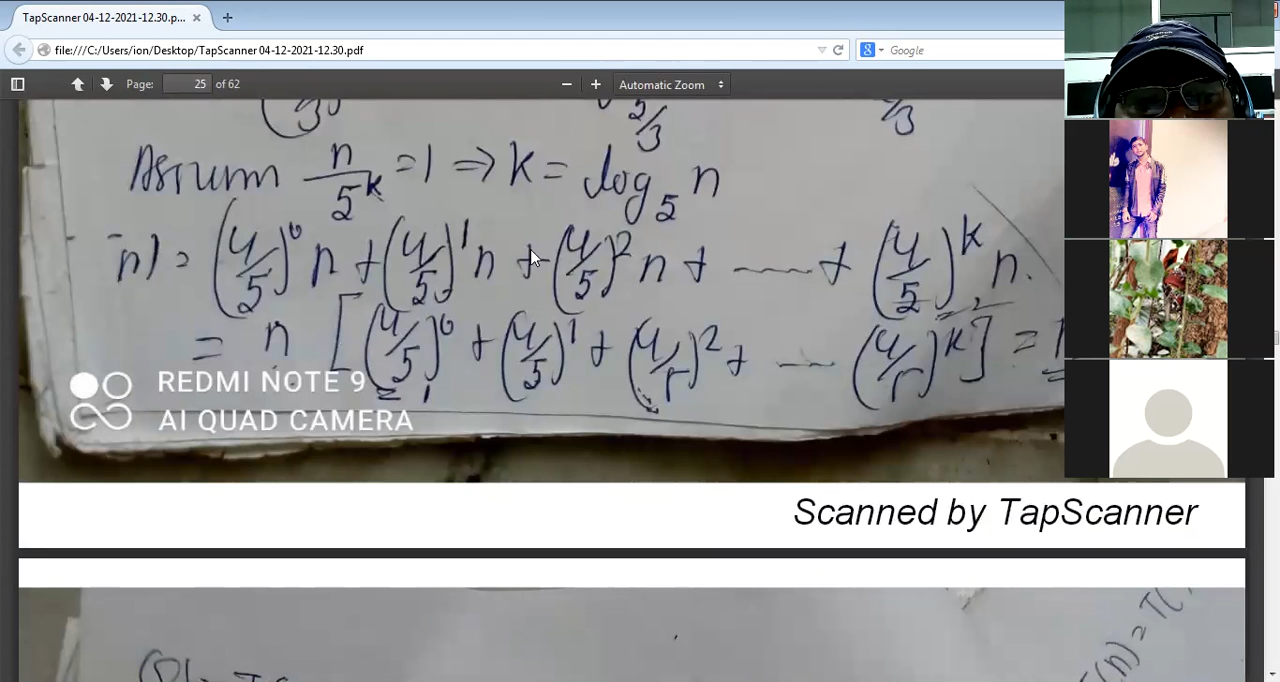 TapScanner 04-12-2021-12.30.p...
file:///C:/Users/ion/Desktop/TapScanner 04-12-2021-12.30.pdf
Google
Page: 25 of 62
Automatic Zoom
Assum n/5^k = 1 ⇒ k = log_5 n
n) = (4/5)^0 n + (4/5)^1 n + (4/5)^2 n + ---- + (4/5)^k n.
= n [(4/5)^0 + (4/5)^1 + (4/5)^2 + --- (4/5)^k] =
= 1
REDMI NOTE 9
AI QUAD CAMERA
Scanned by TapScanner
(n) = T(